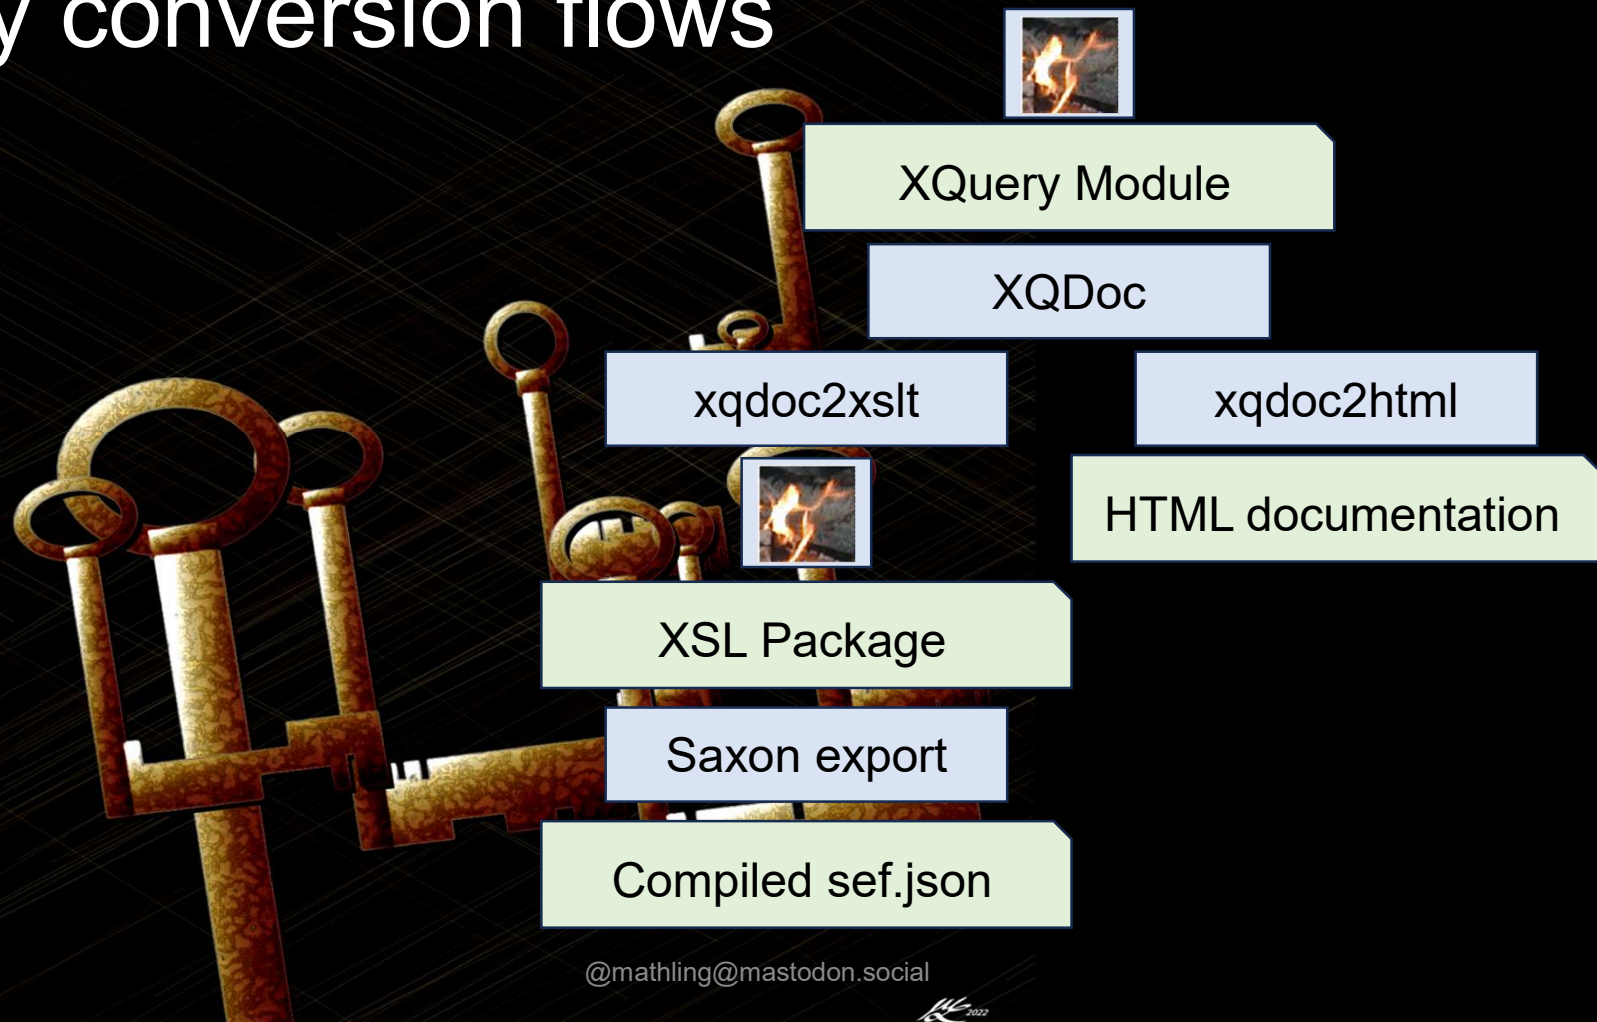 y conversion flows
XQuery Module
XQDoc
xqdoc2xslt
xqdoc2html
HTML documentation
XSL Package
Saxon export
Compiled sef.json
@mathling@mastodon.social
2022